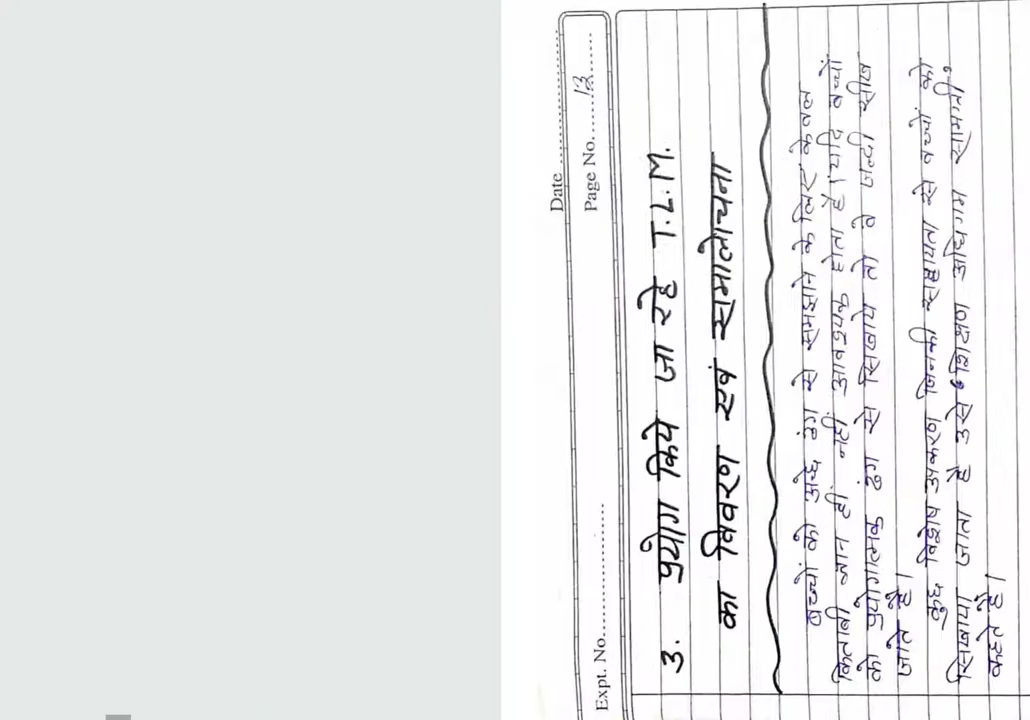 Date ....................
Page No. ....13.....
Expt. No....................
3. प्रयोग किये जा रहे T.L.M.
का विवरण एवं समालोचना
बच्चों को अच्छे ढंग से समझाने के लिए केवल
किताबी ज्ञान ही नहीं आवश्यक होता है। यदि बच्चों
को प्रयोगात्मक ढंग से सिखाये तो वे जल्दी सीख
जाते है।
कुछ विशेष उपकरण जिनकी सहायता से बच्चों को
सिखाया जाता है उसे "शिक्षण अधिगम सामग्री"
कहते है।